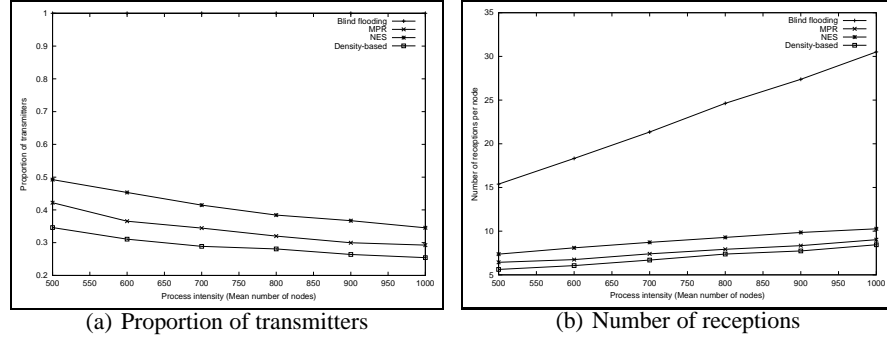 1
0.9
0.8
0.7
0.6
0.5
0.4
0.3
0.2
500 550 600 650 700 750 800 850 900 950 1000
Proportion of transmitters
Process intensity (Mean number of nodes)
Blind flooding
MPR
NES
Density-based
(a) Proportion of transmitters
35
30
25
20
15
10
5
500 550 600 650 700 750 800 850 900 950 1000
Number of receptions per node
Process intensity (Mean number of nodes)
Blind flooding
MPR
NES
Density-based
(b) Number of receptions